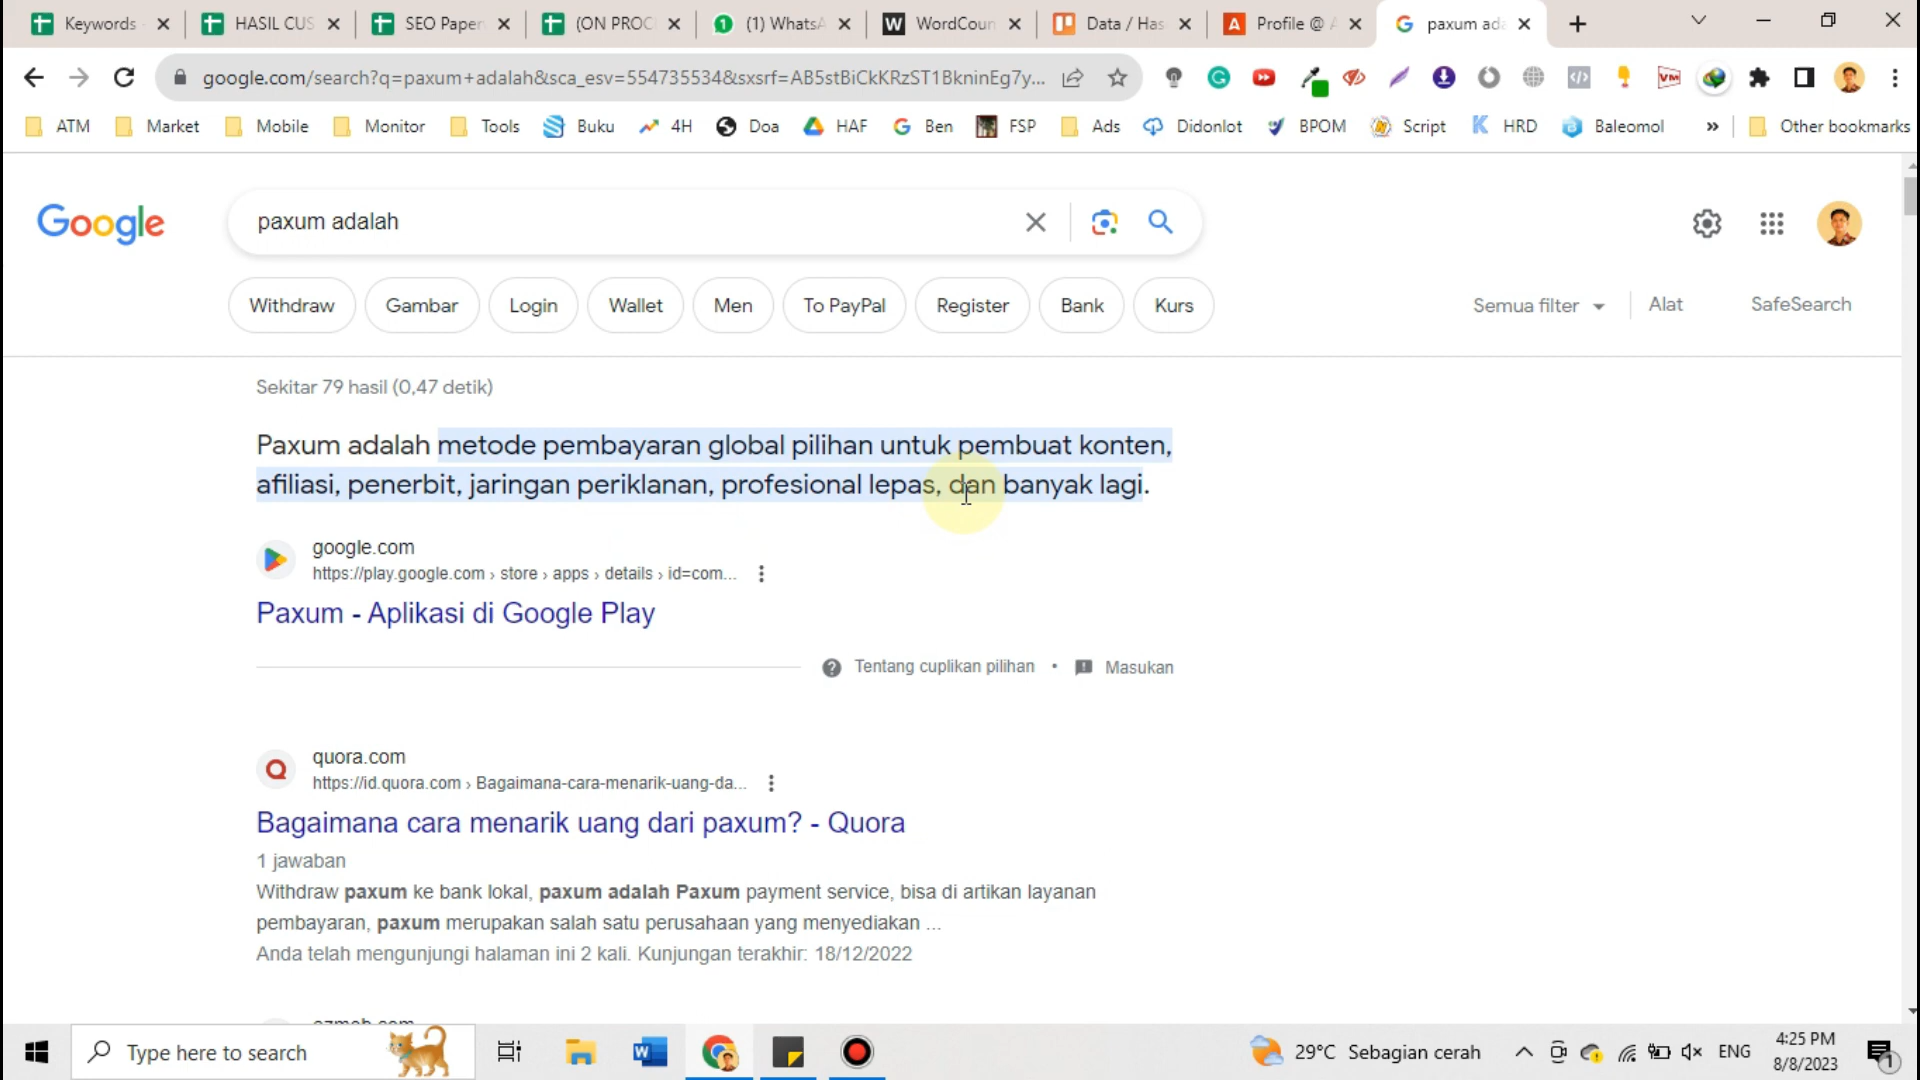 Keywords -
HASIL CUS
SEO Paper
(ON PROC
(1) WhatsA
WordCoun
Data / Has
Profile @ A
paxum ada
google.com/search?q=paxum+adalah&sca_esv=554735534&sxsrf=AB5stBiCkKRzST1BkninEg7y...
ATM
Market
Mobile
Monitor
Tools
Buku
4H
Doa
HAF
Ben
FSP
Ads
Didonlot
BPOM
Script
HRD
Baleomol
»
Other bookmarks
Google
paxum adalah
Withdraw
Gambar
Login
Wallet
Men
To PayPal
Register
Bank
Kurs
Semua filter
Alat
SafeSearch
Sekitar 79 hasil (0,47 detik)
Paxum adalah metode pembayaran global pilihan untuk pembuat konten,
afiliasi, penerbit, jaringan periklanan, profesional lepas, dan banyak lagi.
google.com
https://play.google.com › store › apps › details › id=com...
Paxum - Aplikasi di Google Play
Tentang cuplikan pilihan • Masukan
quora.com
https://id.quora.com › Bagaimana-cara-menarik-uang-da...
Bagaimana cara menarik uang dari paxum? - Quora
1 jawaban
Withdraw paxum ke bank lokal, paxum adalah Paxum payment service, bisa di artikan layanan
pembayaran, paxum merupakan salah satu perusahaan yang menyediakan ...
Anda telah mengunjungi halaman ini 2 kali. Kunjungan terakhir: 18/12/2022
Type here to search
29°C Sebagian cerah
ENG
4:25 PM
8/8/2023
1